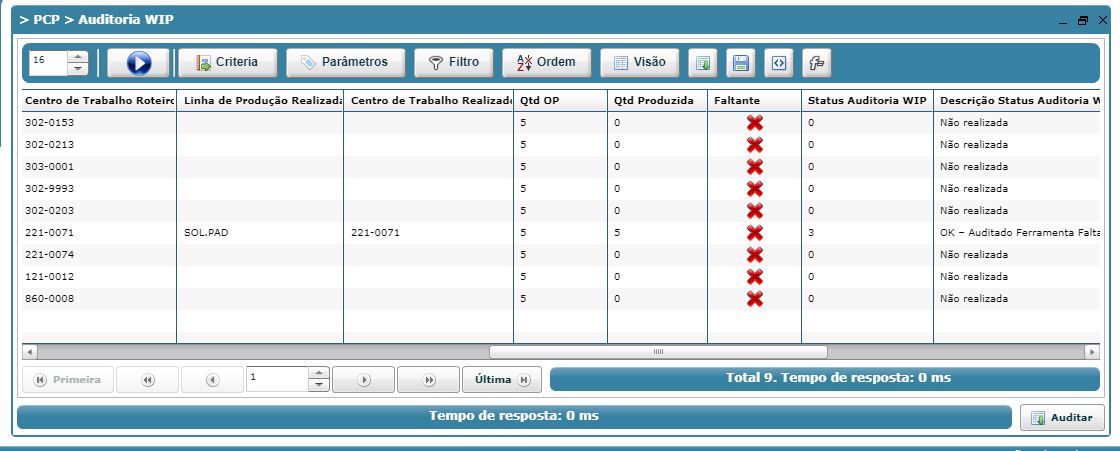 > PCP > Auditoria WIP
16 Criteria Parâmetros Filtro Ordem Visão
Centro de Trabalho Roteiro Linha de Produção Realizada Centro de Trabalho Realizado Qtd OP Qtd Produzida Faltante Status Auditoria WIP Descrição Status Auditoria W
302-0153 5 0 0 Não realizada
302-0213 5 0 0 Não realizada
303-0001 5 0 0 Não realizada
302-9993 5 0 0 Não realizada
302-0203 5 0 0 Não realizada
221-0071 SOL.PAD 221-0071 5 5 3 OK – Auditado Ferramenta Falta
221-0074 5 0 0 Não realizada
121-0012 5 0 0 Não realizada
860-0008 5 0 0 Não realizada
Primeira 1 Última Total 9. Tempo de resposta: 0 ms
Tempo de resposta: 0 ms Auditar